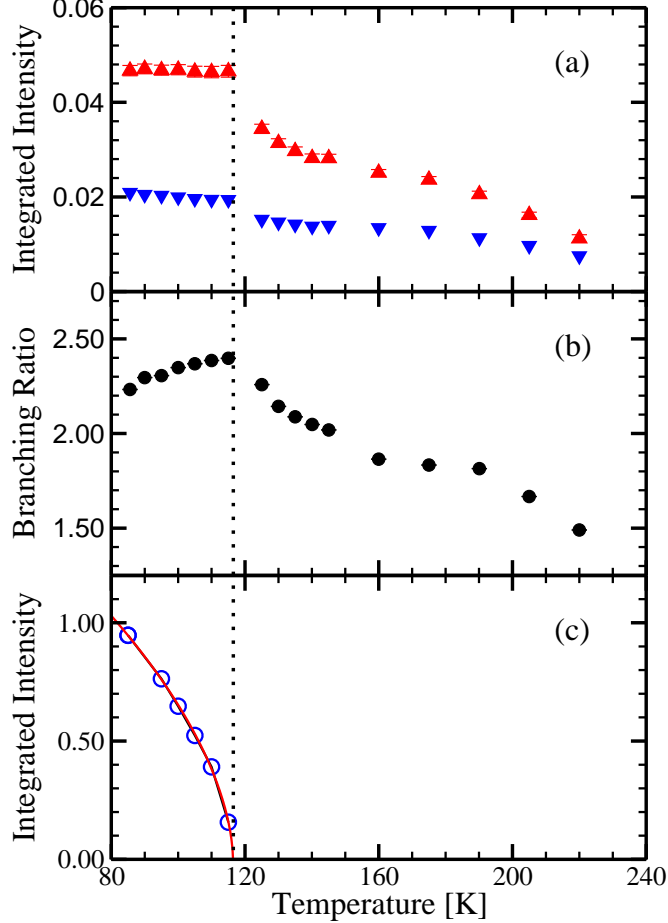 0.06
(a)
0.04
0.02
0
Integrated Intensity
(b)
2.50
2.00
1.50
Branching Ratio
(c)
1.00
0.50
0.00
Integrated Intensity
80 120 160 200 240
Temperature [K]